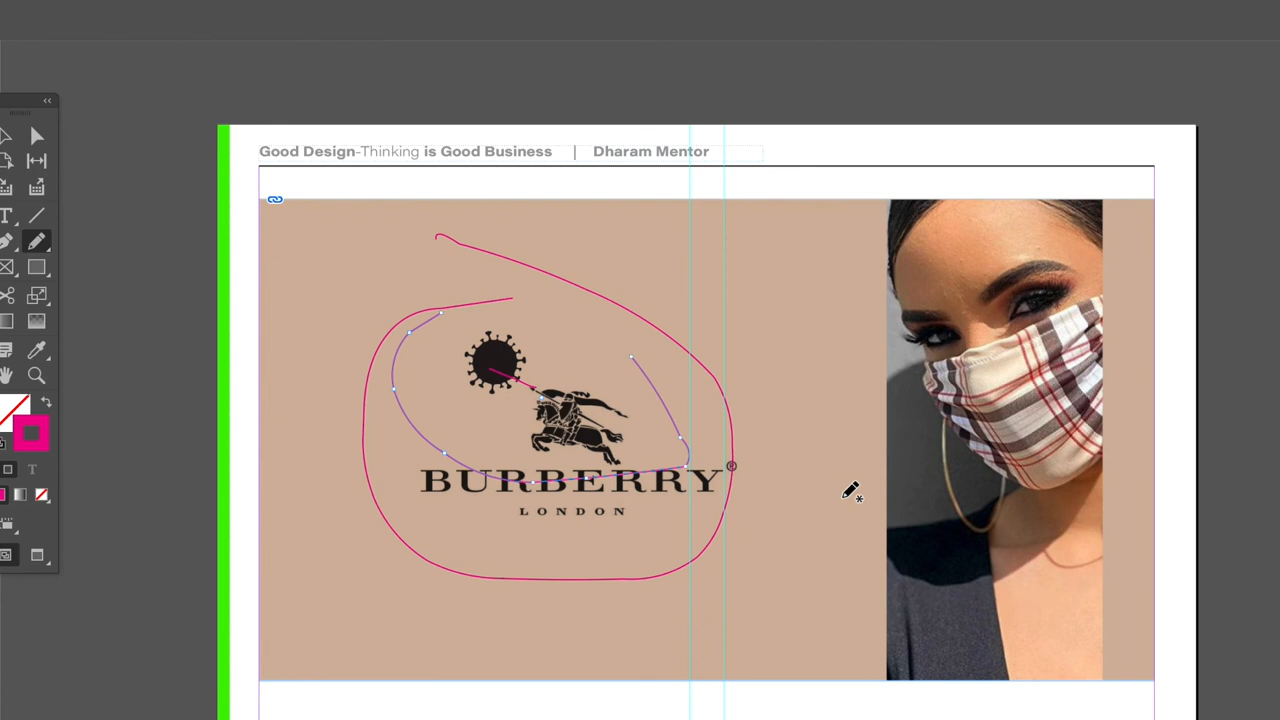 Good Design-Thinking is Good Business | Dharam Mentor
BURBERRY®
LONDON